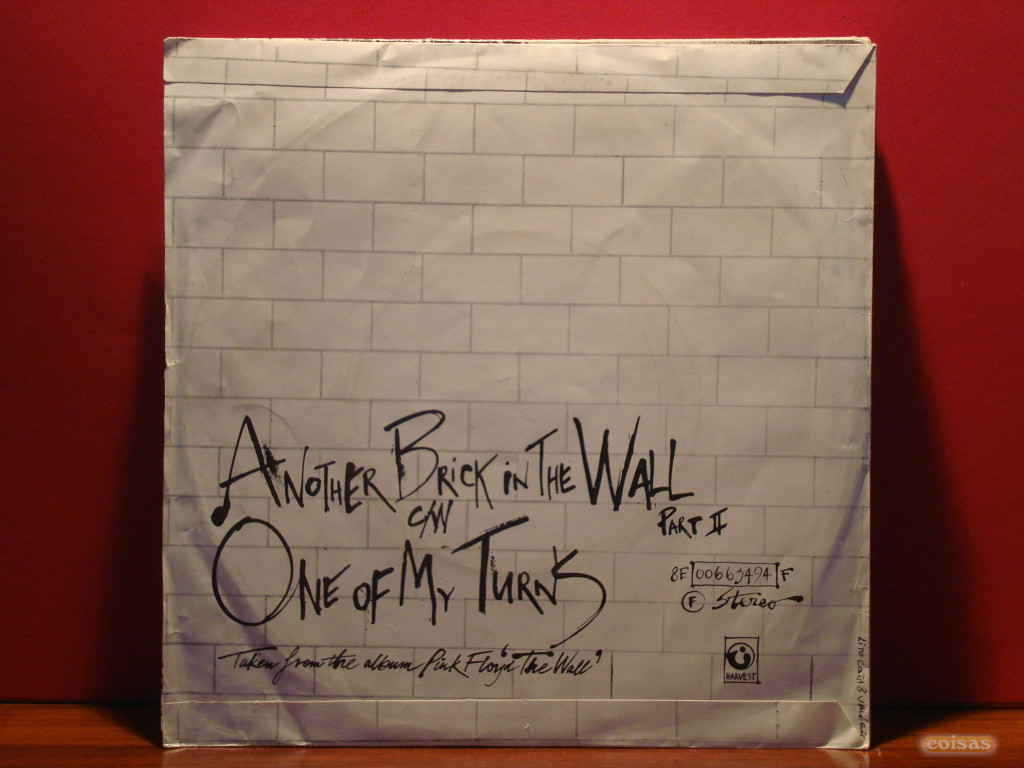 ANOTHER BRICK IN THE WALL
PART II
C/W
ONE OF MY TURNS
8E 00663494 F
F Stereo
Taken from the album Pink Floyd 'The Wall'
HARVEST
coisas